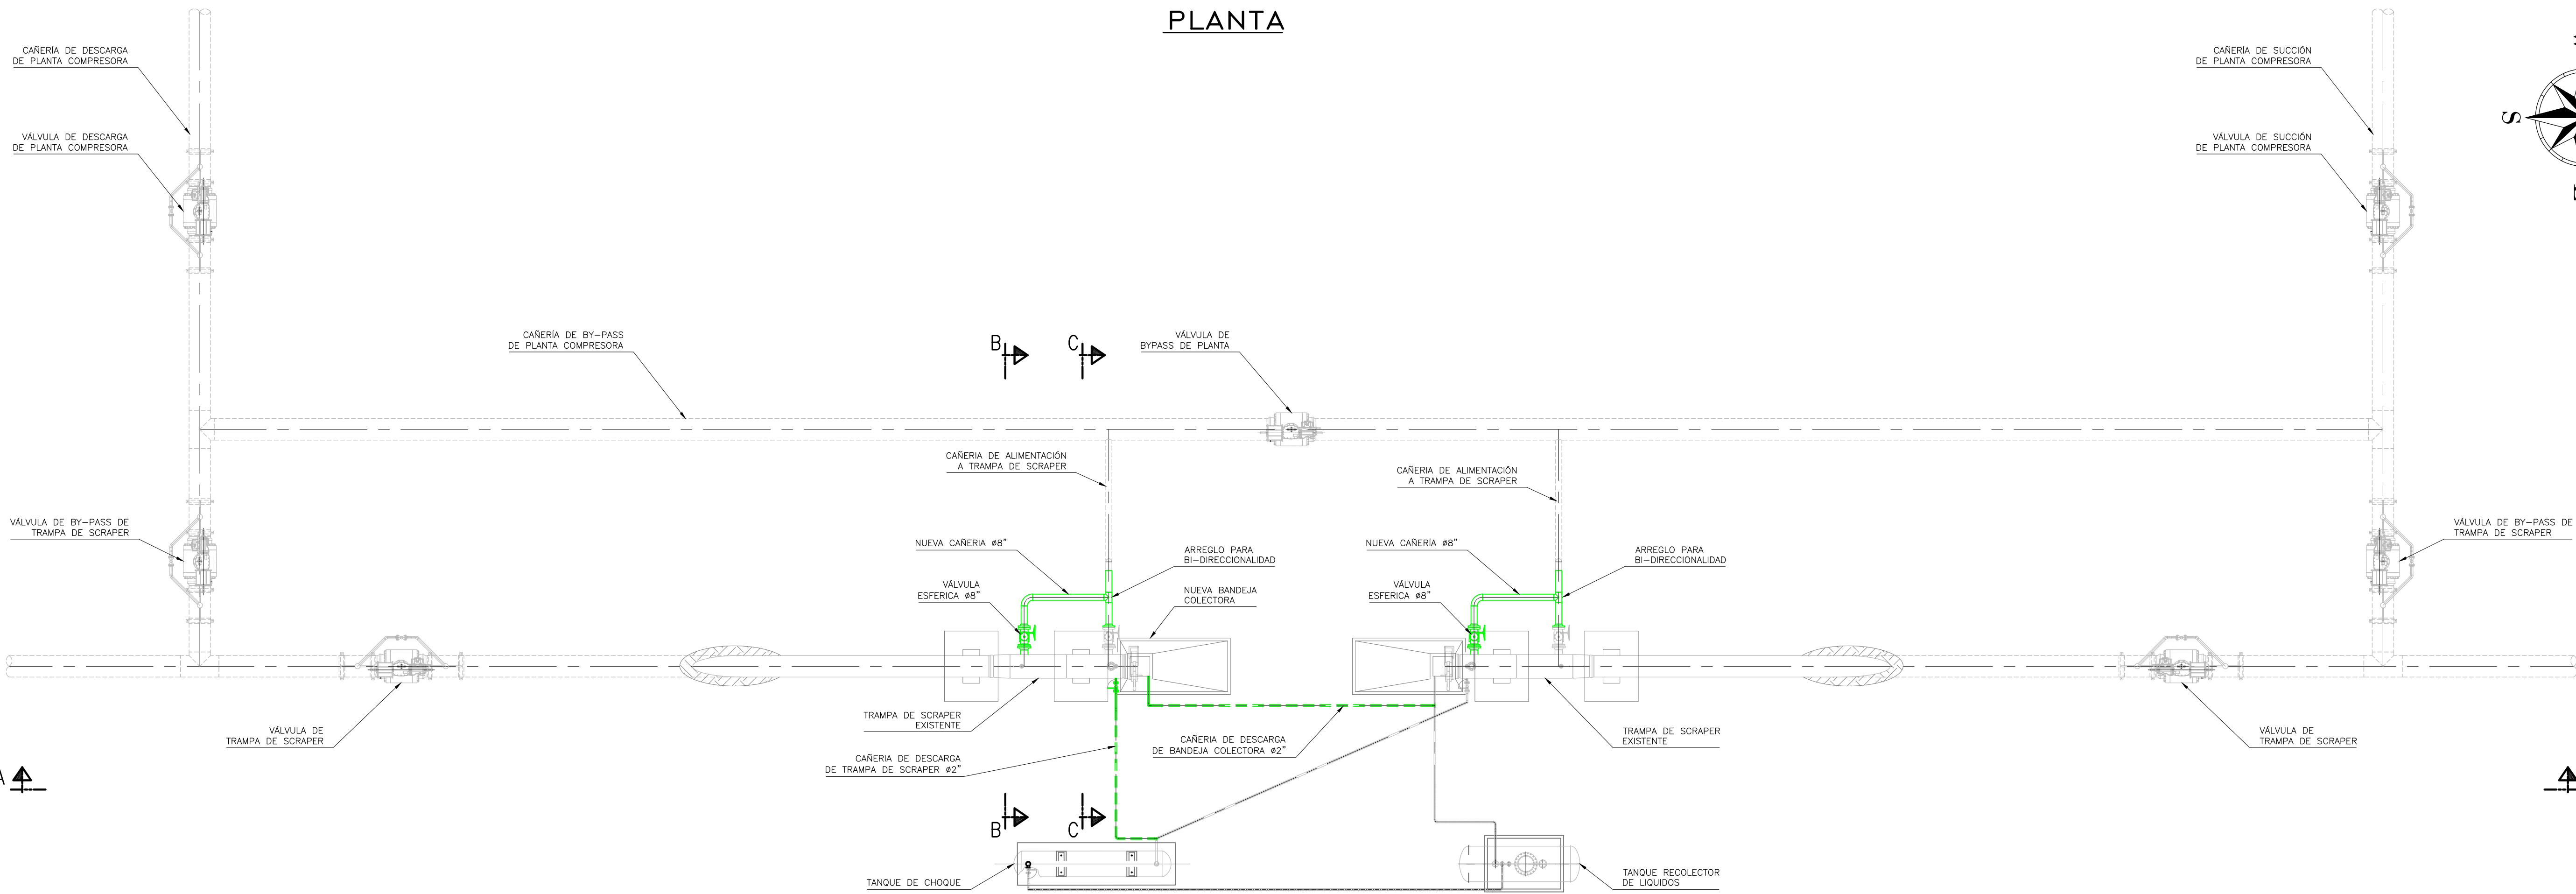 PLANTA
CAÑERÍA DE DESCARGA
DE PLANTA COMPRESORA
CAÑERÍA DE SUCCIÓN
DE PLANTA COMPRESORA
S
VÁLVULA DE DESCARGA
DE PLANTA COMPRESORA
VÁLVULA DE SUCCIÓN
DE PLANTA COMPRESORA
CAÑERÍA DE BY-PASS
DE PLANTA COMPRESORA
B
C
VÁLVULA DE
BYPASS DE PLANTA
CAÑERIA DE ALIMENTACIÓN
A TRAMPA DE SCRAPER
CAÑERIA DE ALIMENTACIÓN
A TRAMPA DE SCRAPER
VÁLVULA DE BY-PASS DE
TRAMPA DE SCRAPER
VÁLVULA DE BY-PASS DE
TRAMPA DE SCRAPER
NUEVA CAÑERIA ø8"
ARREGLO PARA
BI-DIRECCIONALIDAD
NUEVA CAÑERÍA ø8"
ARREGLO PARA
BI-DIRECCIONALIDAD
VÁLVULA
ESFERICA ø8"
NUEVA BANDEJA
COLECTORA
VÁLVULA
ESFERICA ø8"
TRAMPA DE SCRAPER
EXISTENTE
VÁLVULA DE
TRAMPA DE SCRAPER
CAÑERIA DE DESCARGA
DE BANDEJA COLECTORA ø2"
TRAMPA DE SCRAPER
EXISTENTE
VÁLVULA DE
TRAMPA DE SCRAPER
CAÑERIA DE DESCARGA
DE TRAMPA DE SCRAPER ø2"
A
B
C
TANQUE DE CHOQUE
TANQUE RECOLECTOR
DE LIQUIDOS